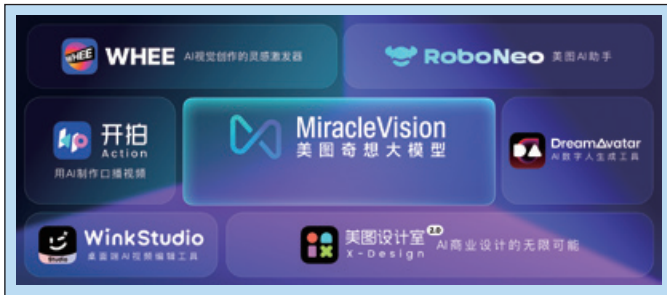 WHEE AI视觉创作的灵感激发器
RoboNeo 美图AI助手
开拍
Action
用AI制作口播视频
MiracleVision
美图奇想大模型
DreamAvatar
AI数字人生成工具
WinkStudio
桌面端AI视频编辑工具
美图设计室 2.0
X-Design
AI商业设计的无限可能